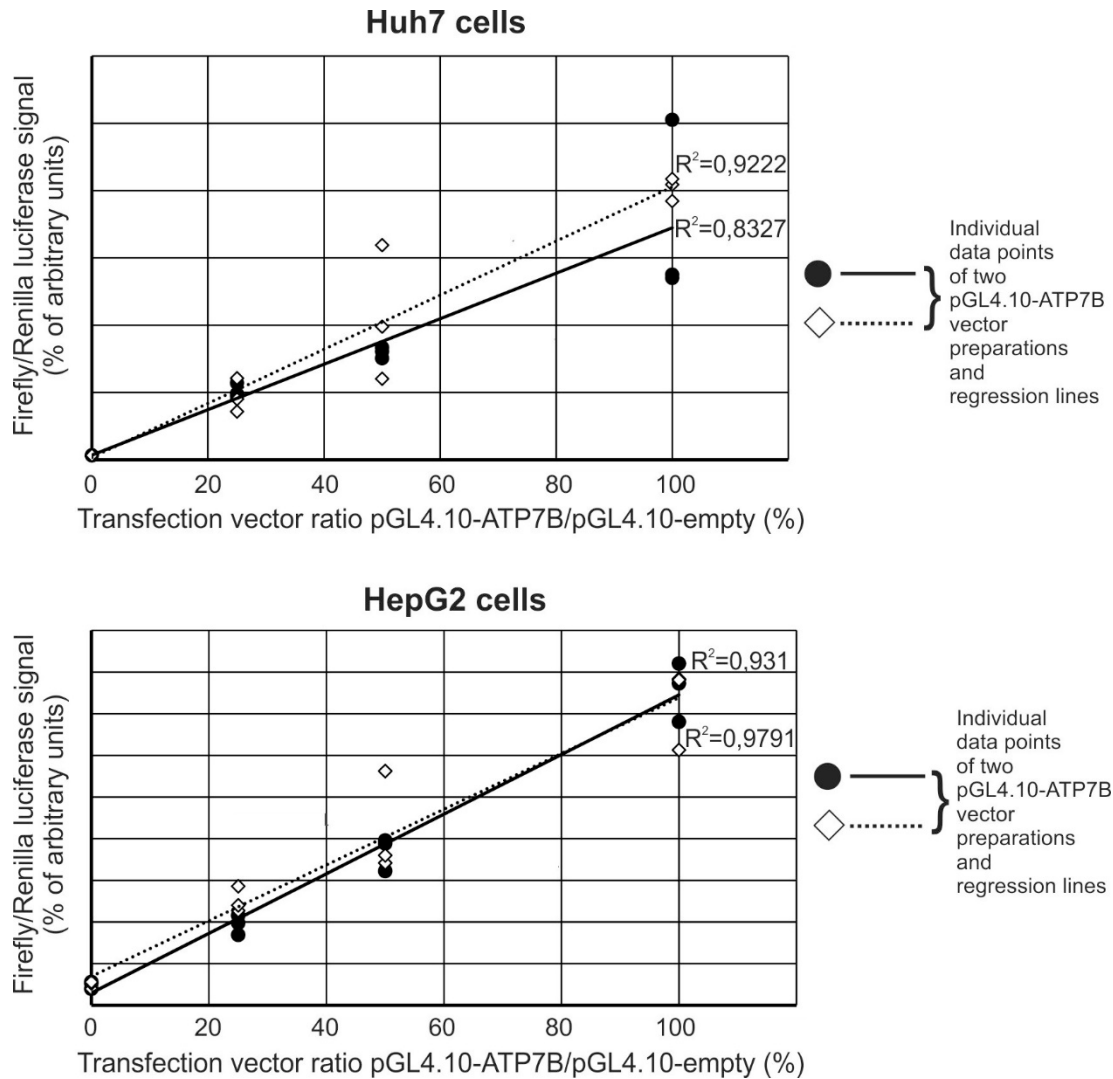 Huh7 cells
Firefly/Renilla luciferase signal
(% of arbitrary units)
R²=0,9222
R²=0,8327
0 20 40 60 80 100
Transfection vector ratio pGL4.10-ATP7B/pGL4.10-empty (%)
Individual
data points
of two
pGL4.10-ATP7B
vector
preparations
and
regression lines
HepG2 cells
Firefly/Renilla luciferase signal
(% of arbitrary units)
R²=0,931
R²=0,9791
0 20 40 60 80 100
Transfection vector ratio pGL4.10-ATP7B/pGL4.10-empty (%)
Individual
data points
of two
pGL4.10-ATP7B
vector
preparations
and
regression lines